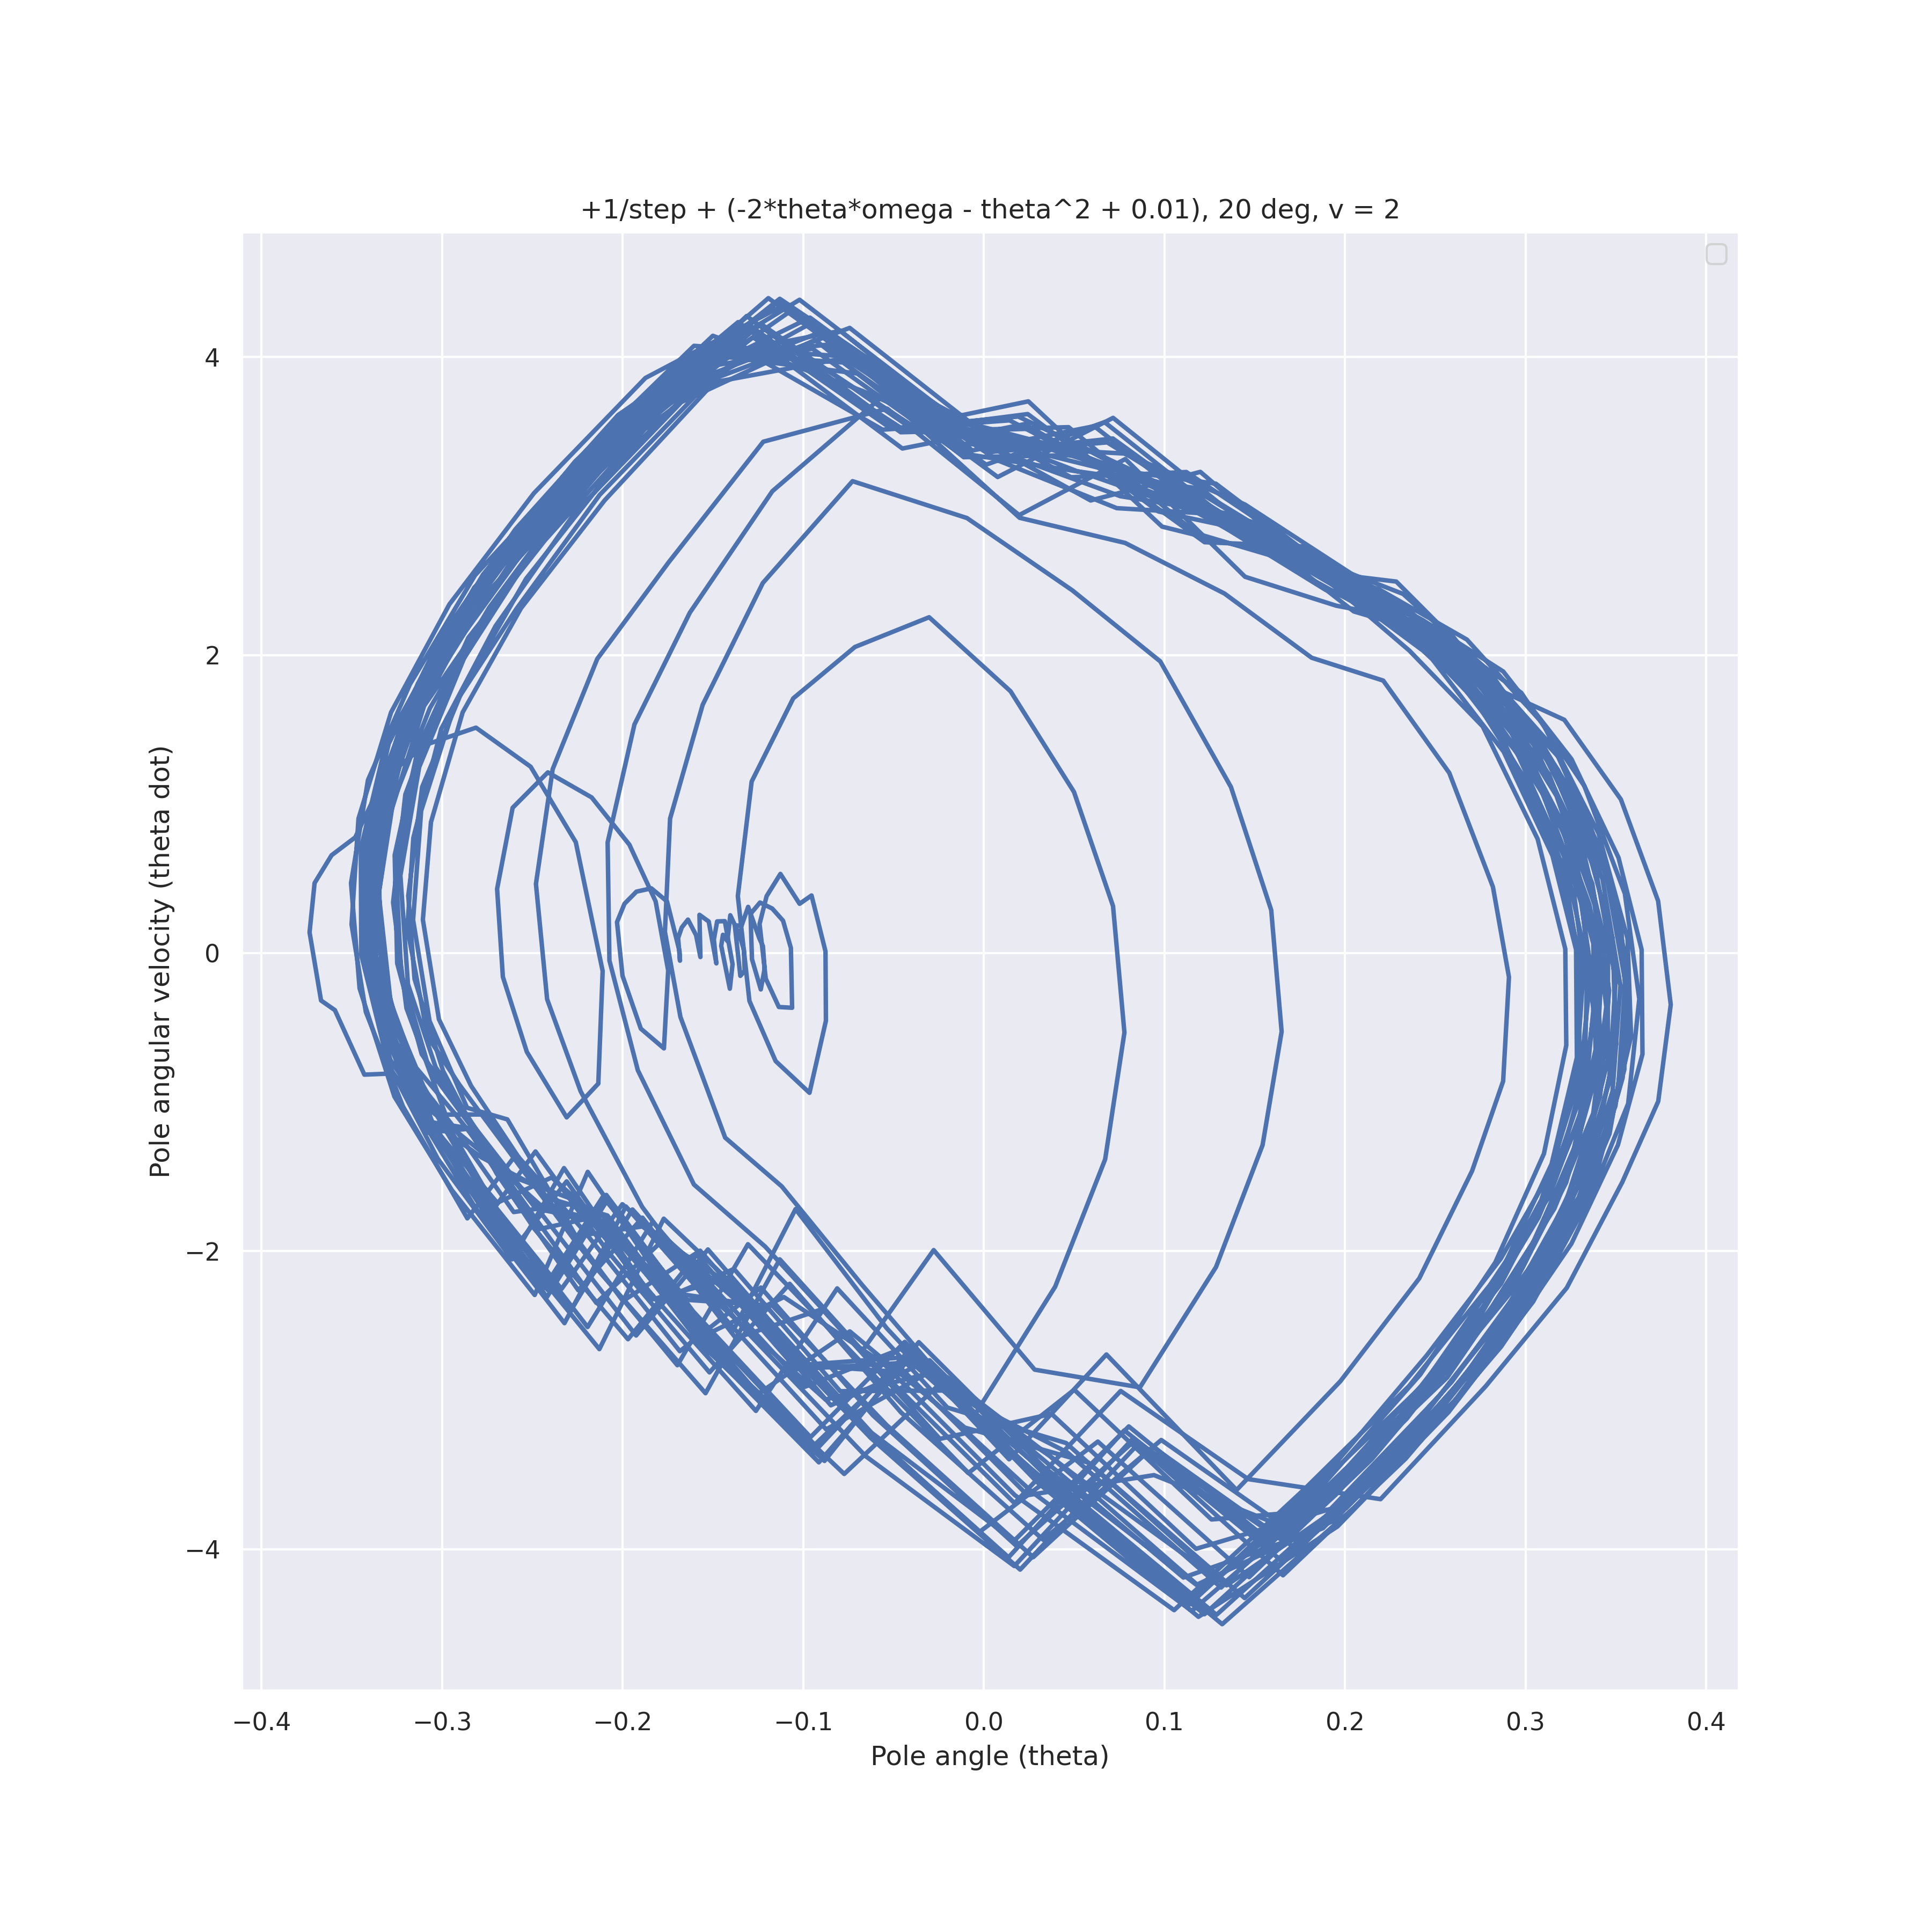 +1/step + (-2*theta*omega - theta^2 + 0.01), 20 deg, v = 2
Pole angular velocity (theta dot)
4
2
0
−2
−4
−0.4 −0.3 −0.2 −0.1 0.0 0.1 0.2 0.3 0.4
Pole angle (theta)